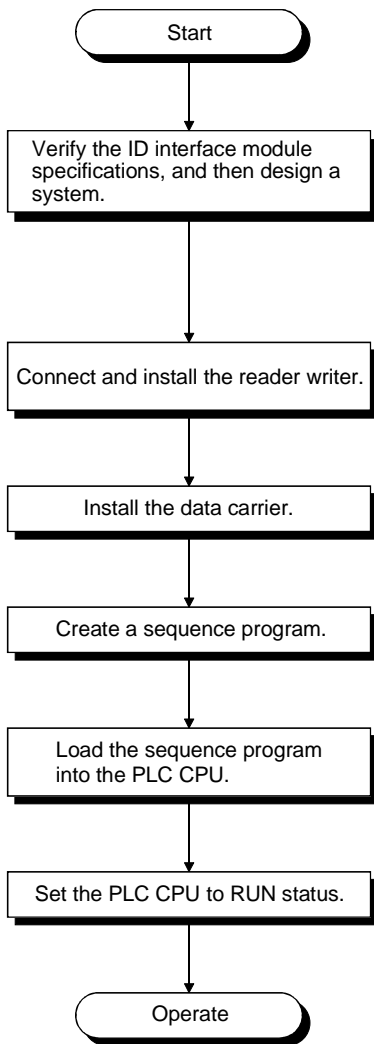 Start
Verify the ID interface module
specifications, and then design a
system.
Connect and install the reader writer.
Install the data carrier.
Create a sequence program.
Load the sequence program
into the PLC CPU.
Set the PLC CPU to RUN status.
Operate